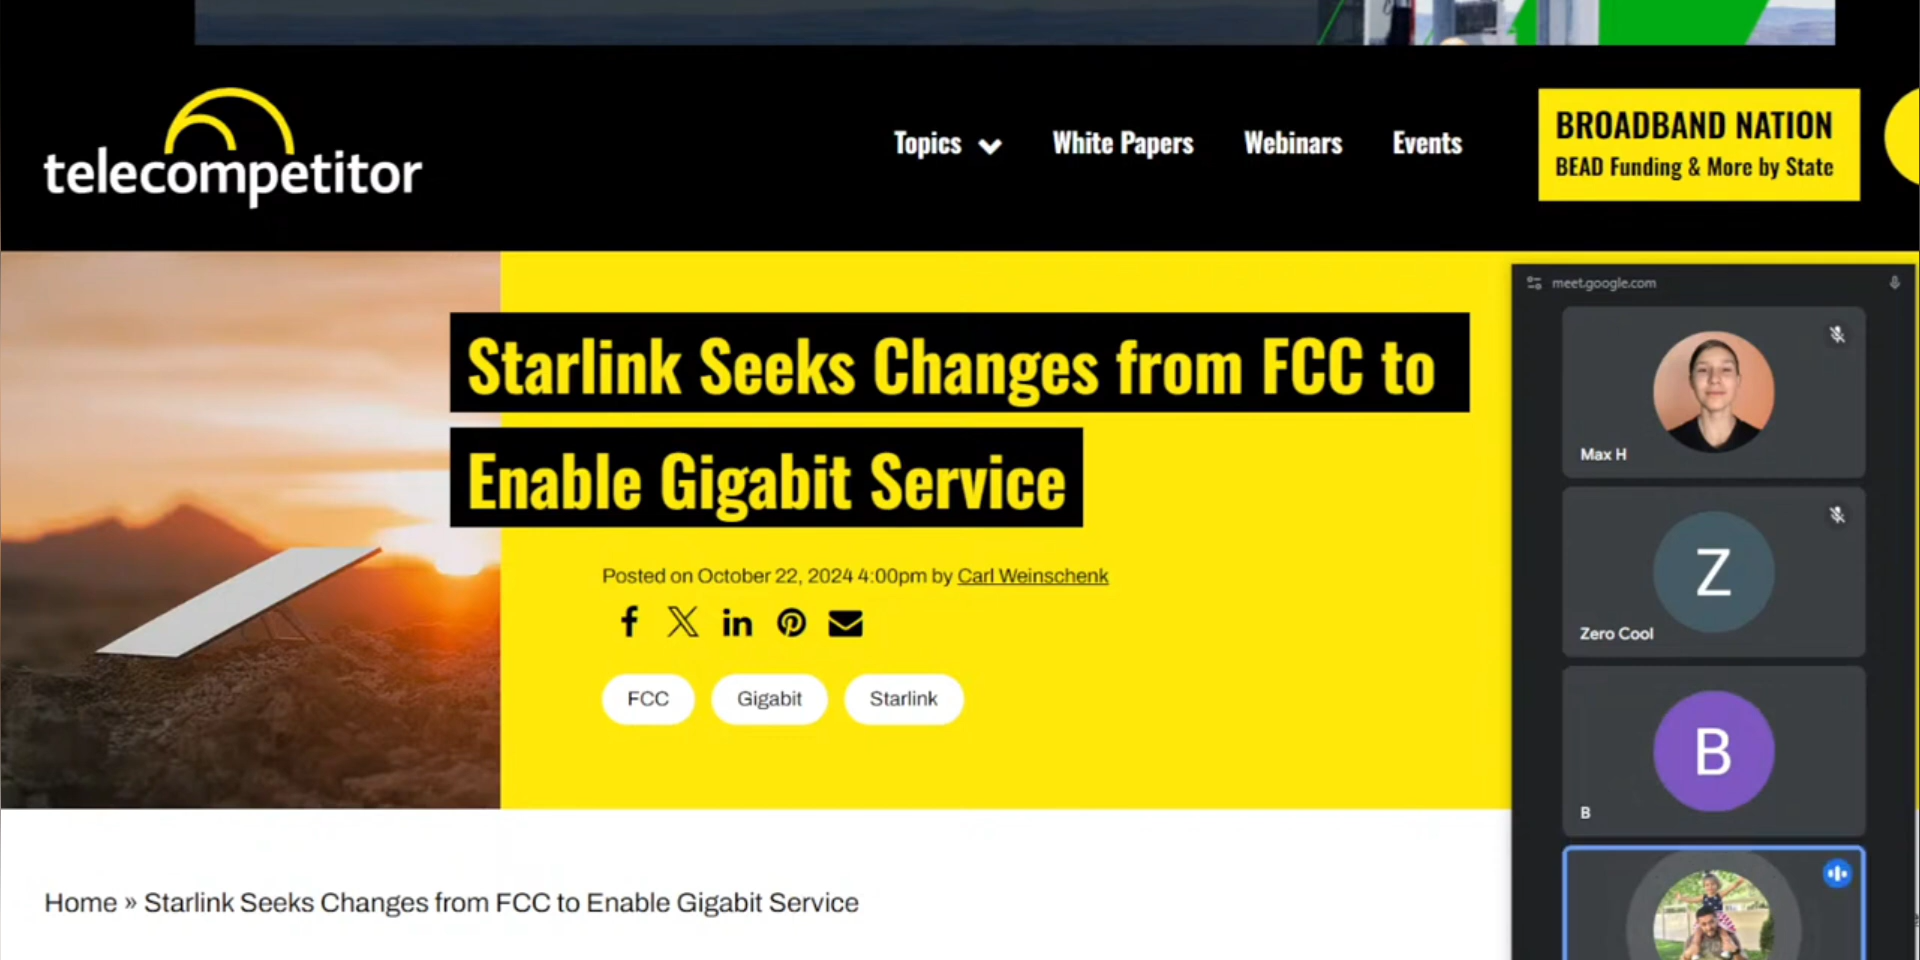 telecompetitor
Topics
White Papers
Webinars
Events
BROADBAND NATION
BEAD Funding & More by State
Starlink Seeks Changes from FCC to
Enable Gigabit Service
Posted on October 22, 2024 4:00pm by Carl Weinschenk
FCC
Gigabit
Starlink
Home » Starlink Seeks Changes from FCC to Enable Gigabit Service
meet.google.com
Max H
Z
Zero Cool
B
B